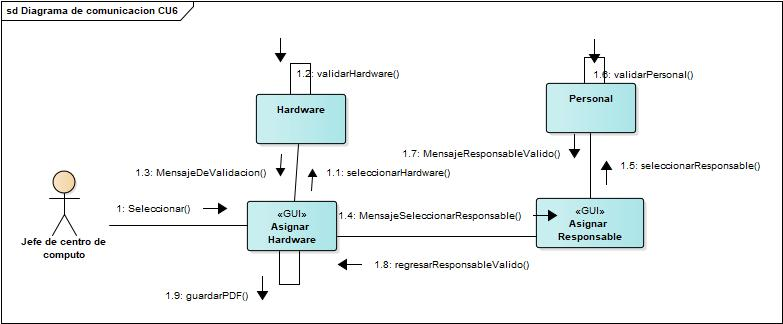 sd Diagrama de comunicacion CU6
1.2: validarHardware()
1.6: validarPersonal()
Hardware
Personal
1.7: MensajeResponsableValido()
1.3: MensajeDeValidacion()
1.1: seleccionarHardware()
1.5: seleccionarResponsable()
1: Seleccionar()
«GUI»
Asignar
Hardware
1.4: MensajeSeleccionarResponsable()
«GUI»
Asignar
Responsable
Jefe de centro de
computo
1.8: regresarResponsableValido()
1.9: guardarPDF()